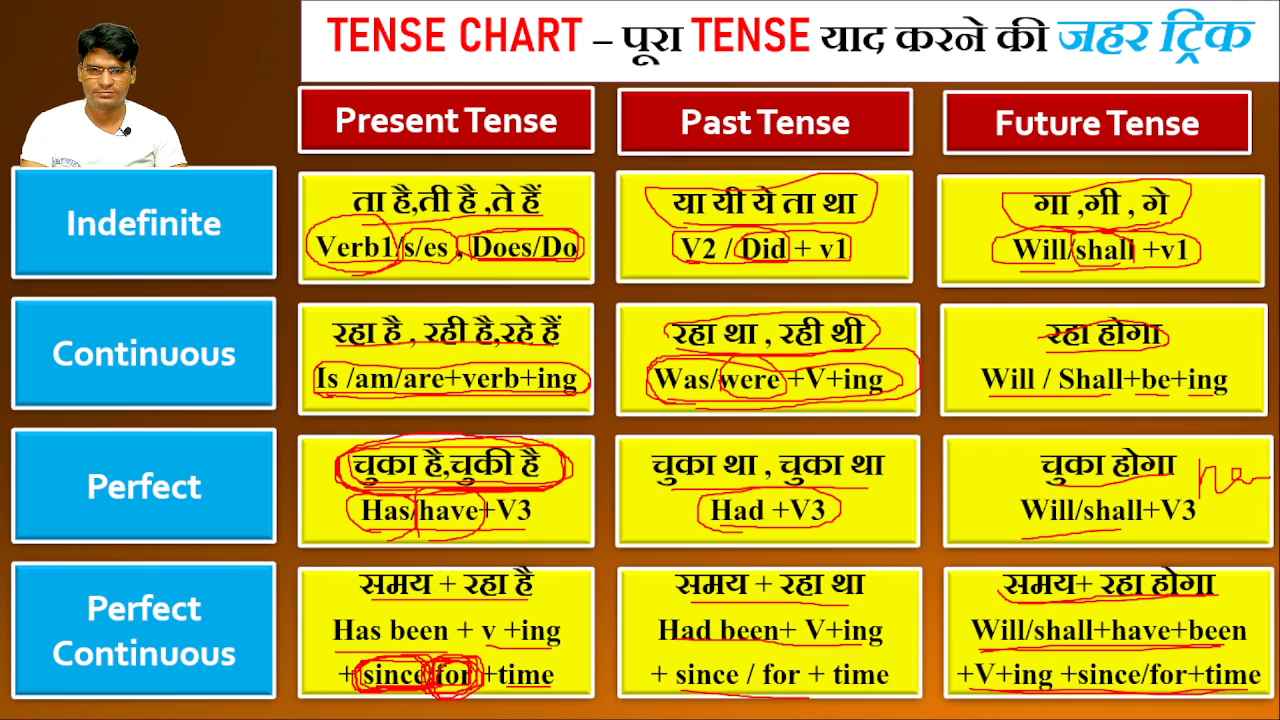 TENSE CHART – पूरा TENSE याद करने की जहर ट्रिक
Present Tense
Past Tense
Future Tense
Indefinite
ता है,ती है ,ते हैं
Verb1/s/es , Does/Do
या यी ये ता था
V2 / Did + v1
गा ,गी , गे
Will/shall +v1
Continuous
रहा है , रही है,रहे हैं
Is /am/are+verb+ing
रहा था , रही थी
Was/were +V+ing
रहा होगा
Will / Shall+be+ing
Perfect
चुका है,चुकी है
Has/have+V3
चुका था , चुका था
Had +V3
चुका होगा
Will/shall+V3
Perfect
Continuous
समय + रहा है
Has been + v +ing
+ since/for +time
समय + रहा था
Had been+ V+ing
+ since / for + time
समय+ रहा होगा
Will/shall+have+been
+V+ing +since/for+time